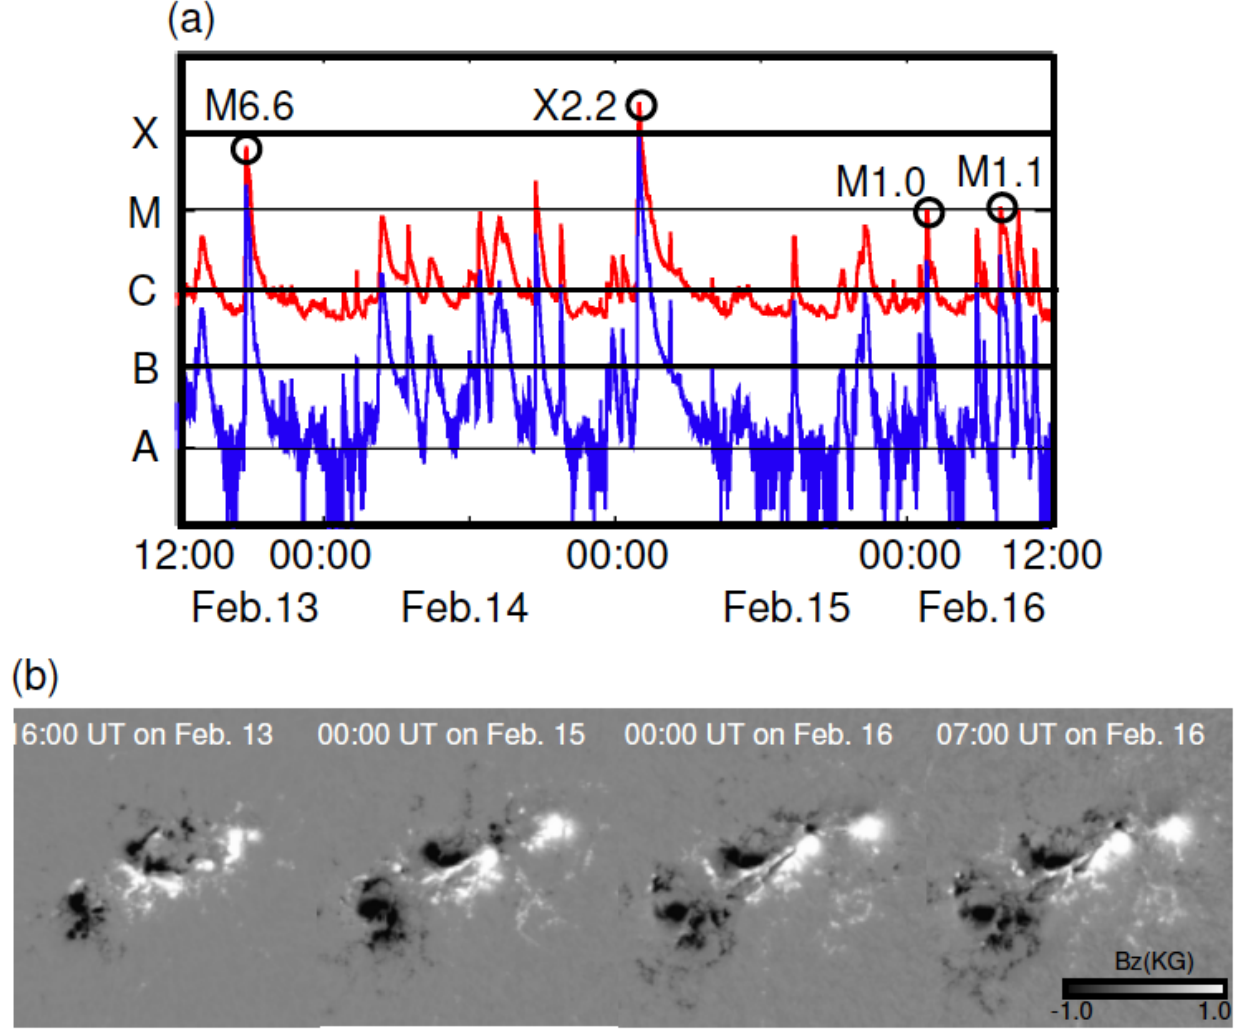 (a)
M6.6
X2.2
M1.0
M1.1
X
M
C
B
A
12:00 00:00 00:00 00:00 12:00
Feb.13 Feb.14 Feb.15 Feb.16
(b)
16:00 UT on Feb. 13 00:00 UT on Feb. 15 00:00 UT on Feb. 16 07:00 UT on Feb. 16
Bz(KG)
-1.0 1.0